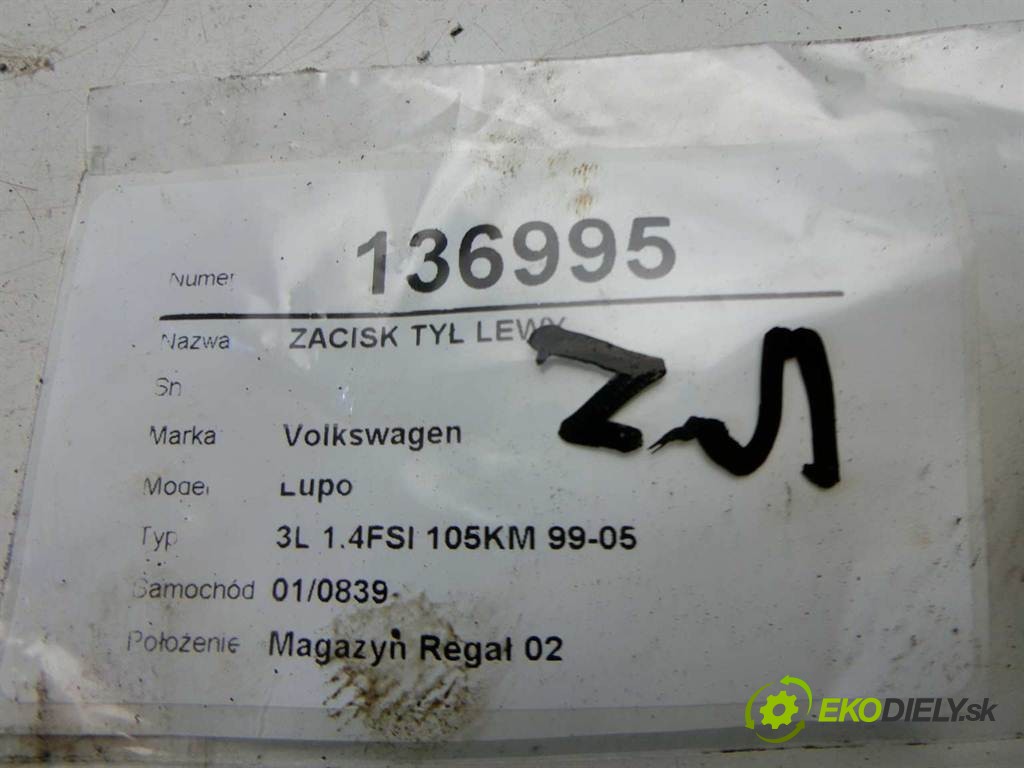 Numer 136995
Nazwa ZACISK TYL LEWY
Sn
Marka Volkswagen
Model Lupo
Typ 3L 1.4FSI 105KM 99-05
Samochód 01/0839
Położenie Magazyn Regał 02
EKODIELY.sk